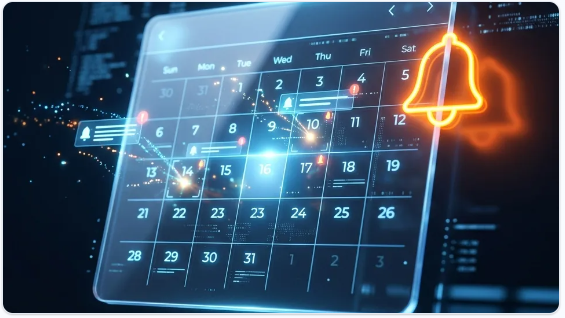 Sun Mon Tue Wed Thu Fri Sat
30 31 1 2 3 4 5
6 7 8 9 10 11 12
13 14 15 16 17 18 19
21 22 23 23 24 25 26
28 29 30 31 1 2 3